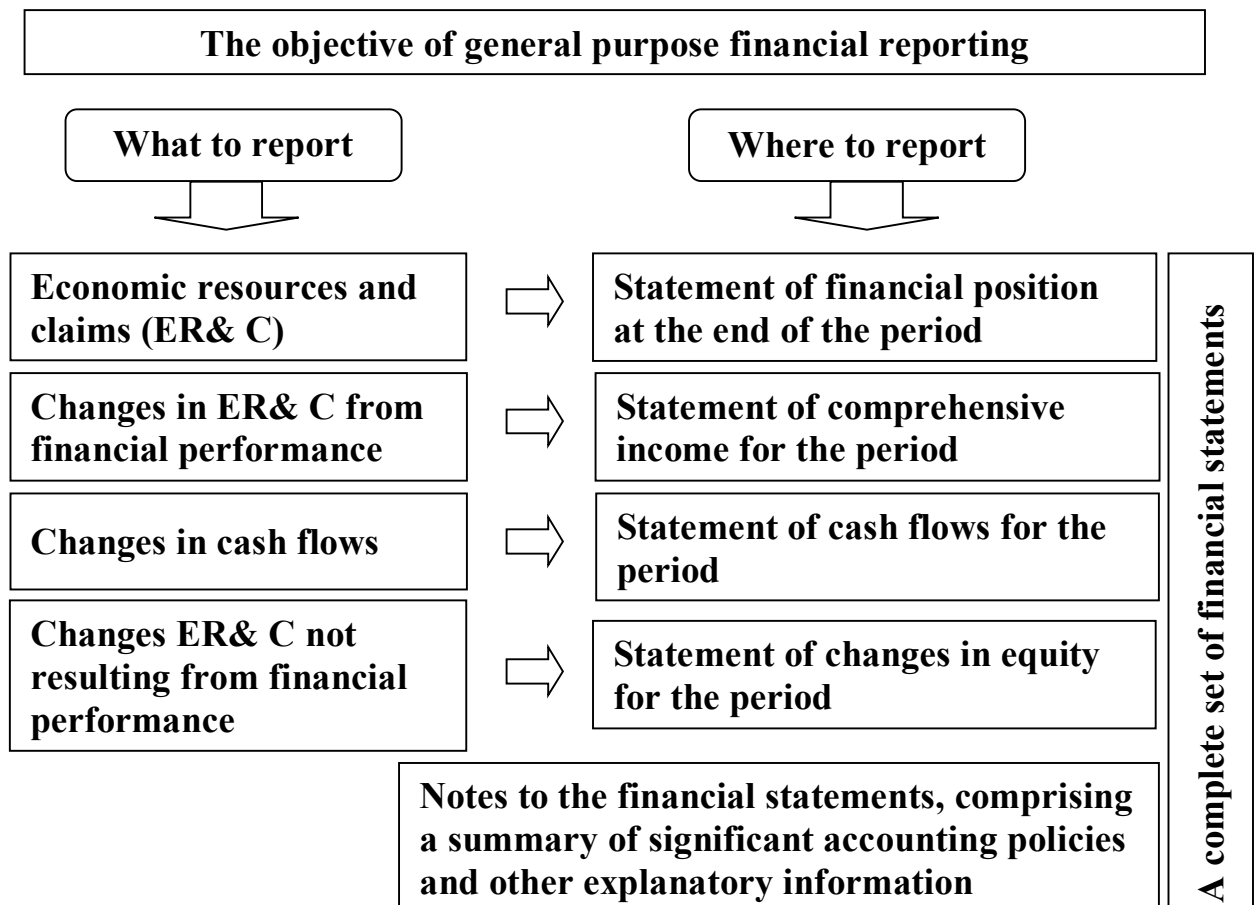 The objective of general purpose financial reporting
What to report
Where to report
Economic resources and
claims (ER& C)
Statement of financial position
at the end of the period
Changes in ER& C from
financial performance
Statement of comprehensive
income for the period
Changes in cash flows
Statement of cash flows for the
period
Changes ER& C not
resulting from financial
performance
Statement of changes in equity
for the period
Notes to the financial statements, comprising
a summary of significant accounting policies
and other explanatory information
A complete set of financial statements